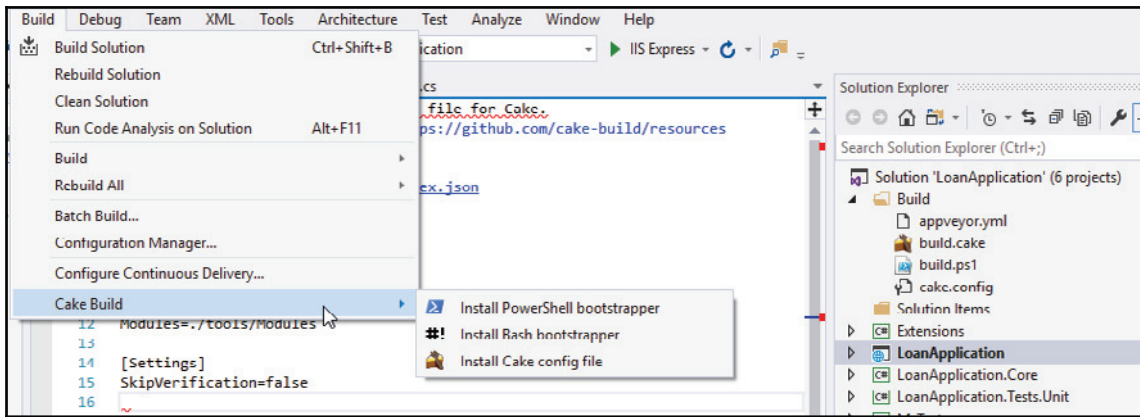 Build Debug Team XML Tools Architecture Test Analyze Window Help
Build Solution Ctrl+Shift+B
Rebuild Solution
Clean Solution
Run Code Analysis on Solution Alt+F11
Build
Rebuild All
Batch Build...
Configuration Manager...
Configure Continuous Delivery...
Cake Build
Install PowerShell bootstrapper
#! Install Bash bootstrapper
Install Cake config file
ication IIS Express
.cs
file for Cake.
ps://github.com/cake-build/resources
ex.json
12 Modules=./tools/Modules
13
14 [Settings]
15 SkipVerification=false
16
Solution Explorer
Search Solution Explorer (Ctrl+;)
Solution 'LoanApplication' (6 projects)
Build
appveyor.yml
build.cake
build.ps1
cake.config
Solution Items
C# Extensions
LoanApplication
C# LoanApplication.Core
C# LoanApplication.Tests.Unit